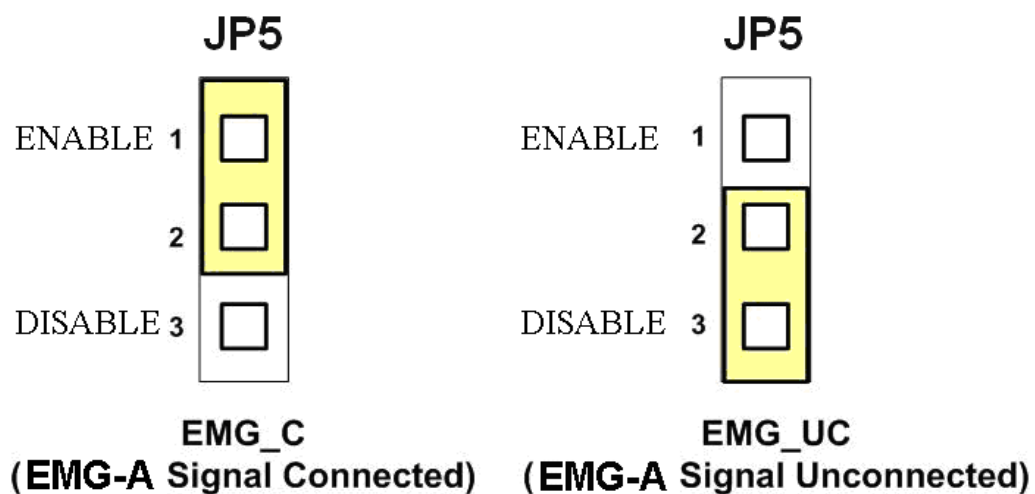 JP5
ENABLE 1
2
DISABLE 3
EMG_C
(EMG-A Signal Connected)
JP5
ENABLE 1
2
DISABLE 3
EMG_UC
(EMG-A Signal Unconnected)